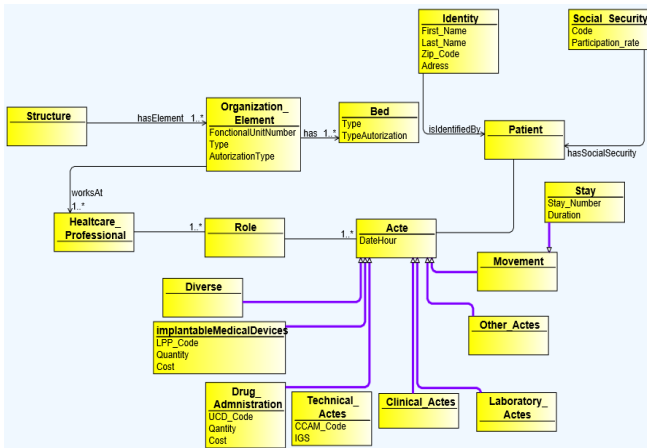 Identity
First_Name
Last_Name
Zip_Code
Adress
Social_Security
Code
Participation_rate
Structure
hasElement 1..*
Organization_
Element
FonctionalUnitNumber
Type
AutorizationType
has 1..*
Bed
Type
TypeAutorization
isIdentifiedBy
Patient
hasSocialSecurity
worksAt
1..*
Healtcare_
Professional
1..*
Role
1..*
Acte
DateHour
Stay
Stay_Number
Duration
Movement
Diverse
implantableMedicalDevices
LPP_Code
Quantity
Cost
Other_Actes
Drug_
Admnistration
UCD_Code
Qantity
Cost
Technical_
Actes
CCAM_Code
IGS
Clinical_Actes
Laboratory_
Actes